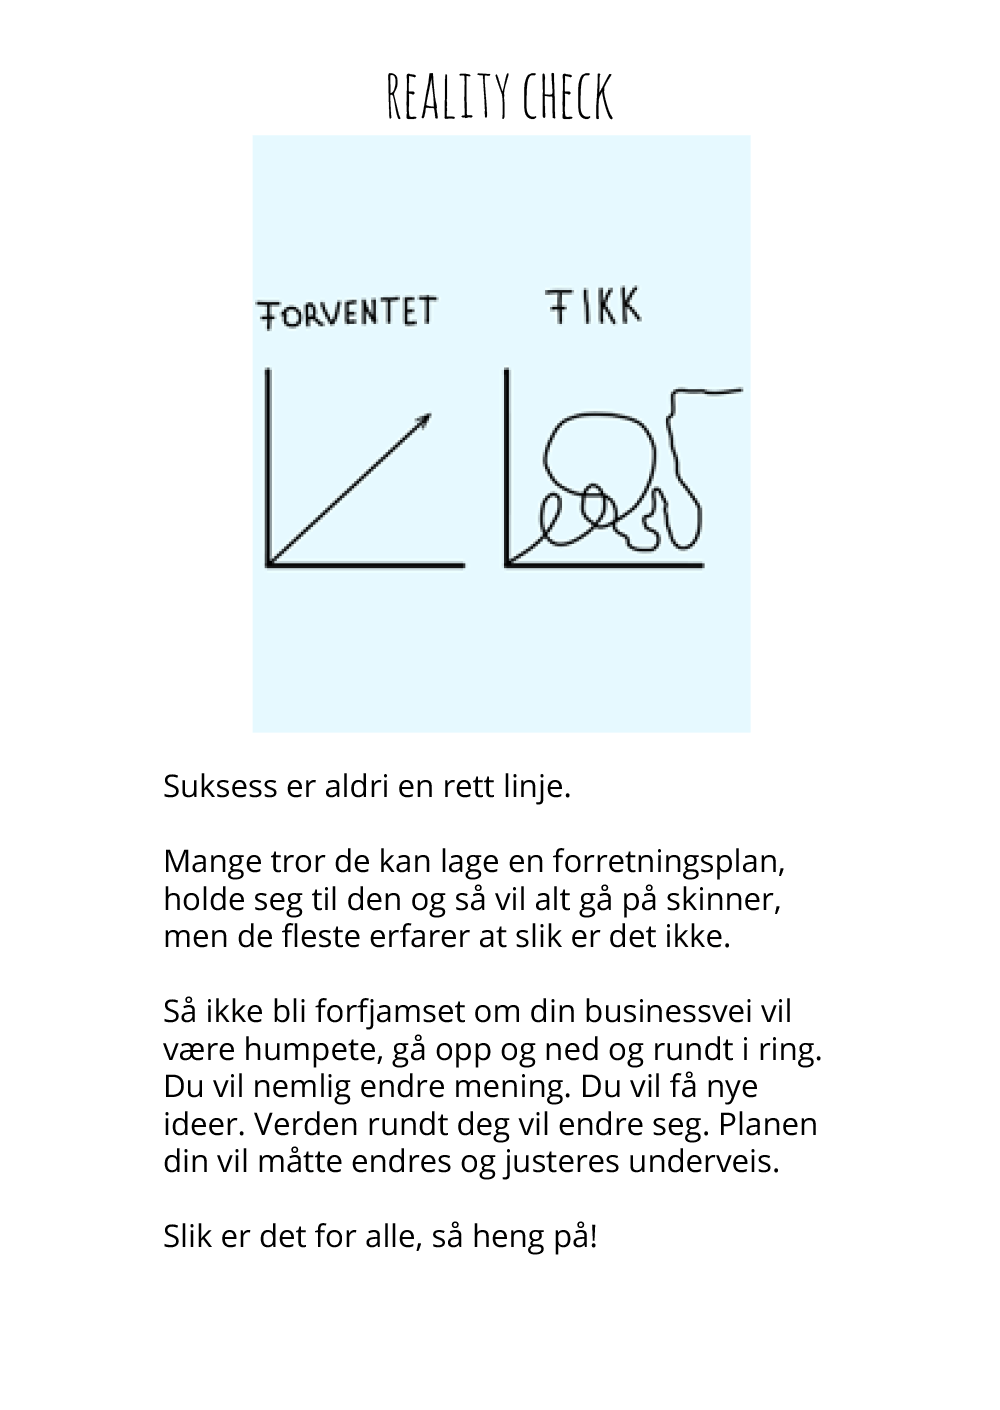 REALITY CHECK
FORVENTET
FIKK
Suksess er aldri en rett linje.
Mange tror de kan lage en forretningsplan,
holde seg til den og så vil alt gå på skinner,
men de fleste erfarer at slik er det ikke.
Så ikke bli forfjamset om din businessvei vil
være humpete, gå opp og ned og rundt i ring.
Du vil nemlig endre mening. Du vil få nye
ideer. Verden rundt deg vil endre seg. Planen
din vil måtte endres og justeres underveis.
Slik er det for alle, så heng på!